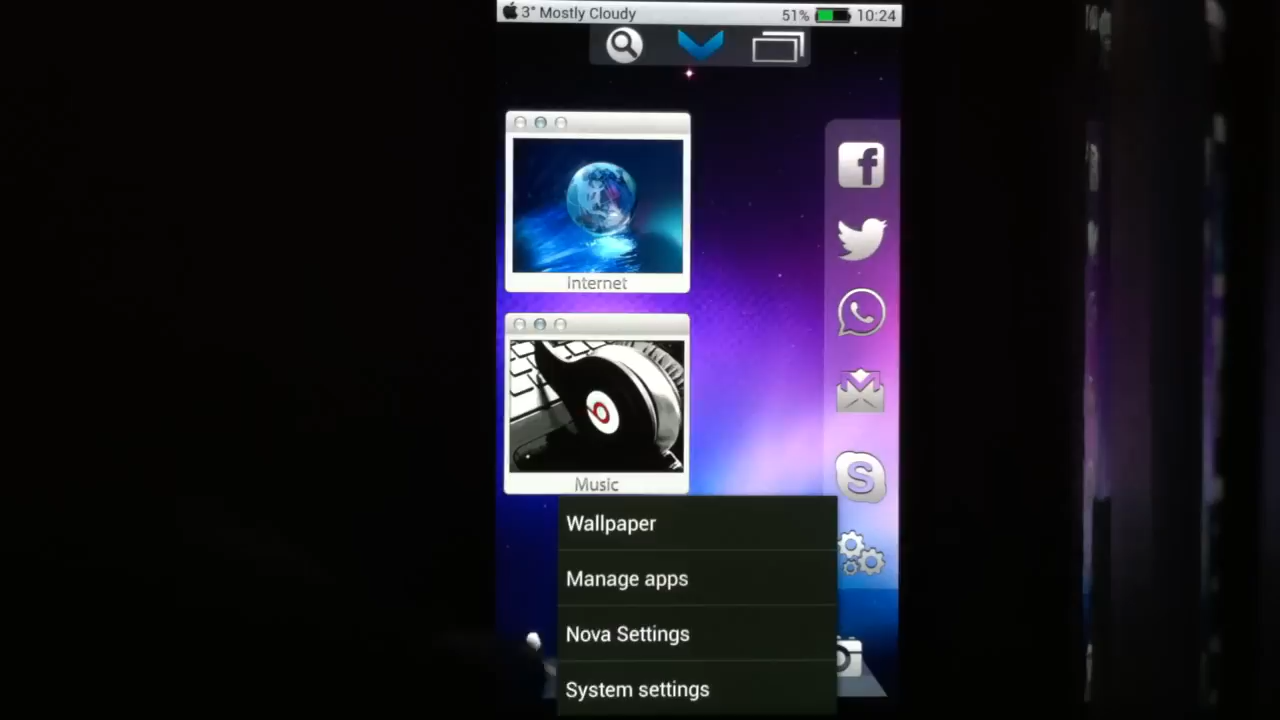 3° Mostly Cloudy 51% 10:24
Internet
Music
Wallpaper
Manage apps
Nova Settings
System settings